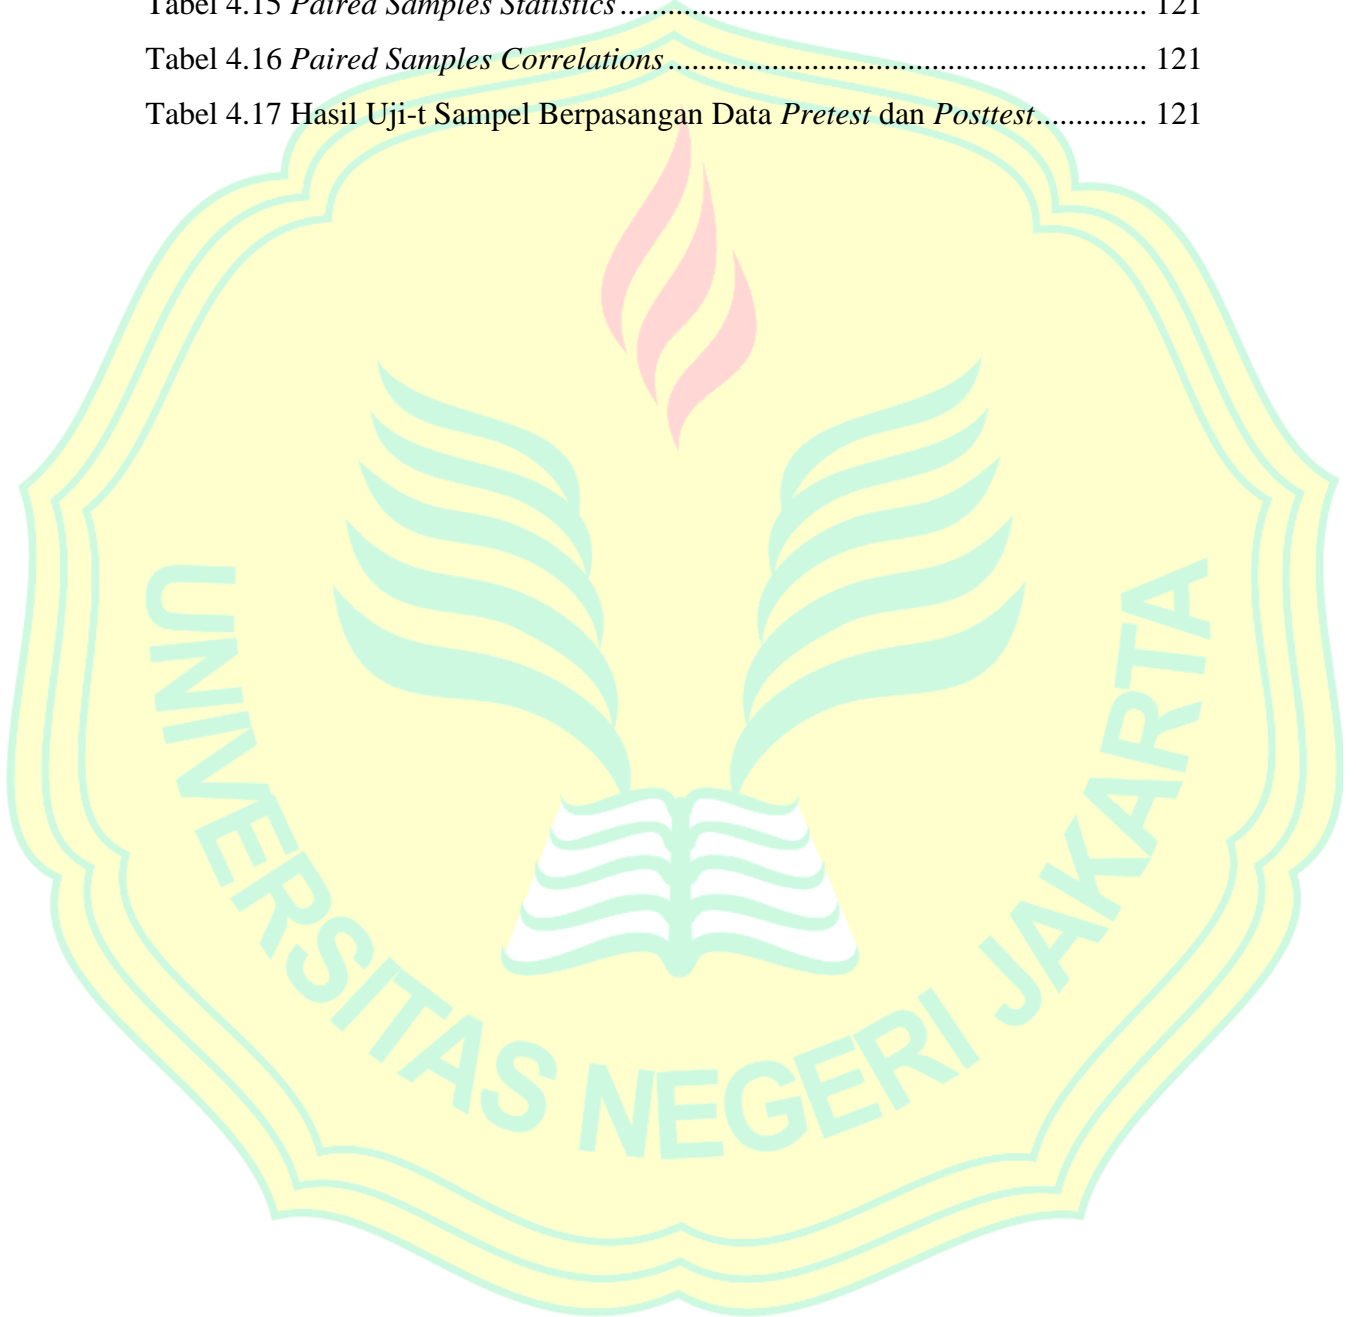 Tabel 4.15 Paired Samples Statistics.................................................................. 121
Tabel 4.16 Paired Samples Correlations............................................................ 121
Tabel 4.17 Hasil Uji-t Sampel Berpasangan Data Pretest dan Posttest.............. 121
UNIVERSITAS NEGERI JAKARTA